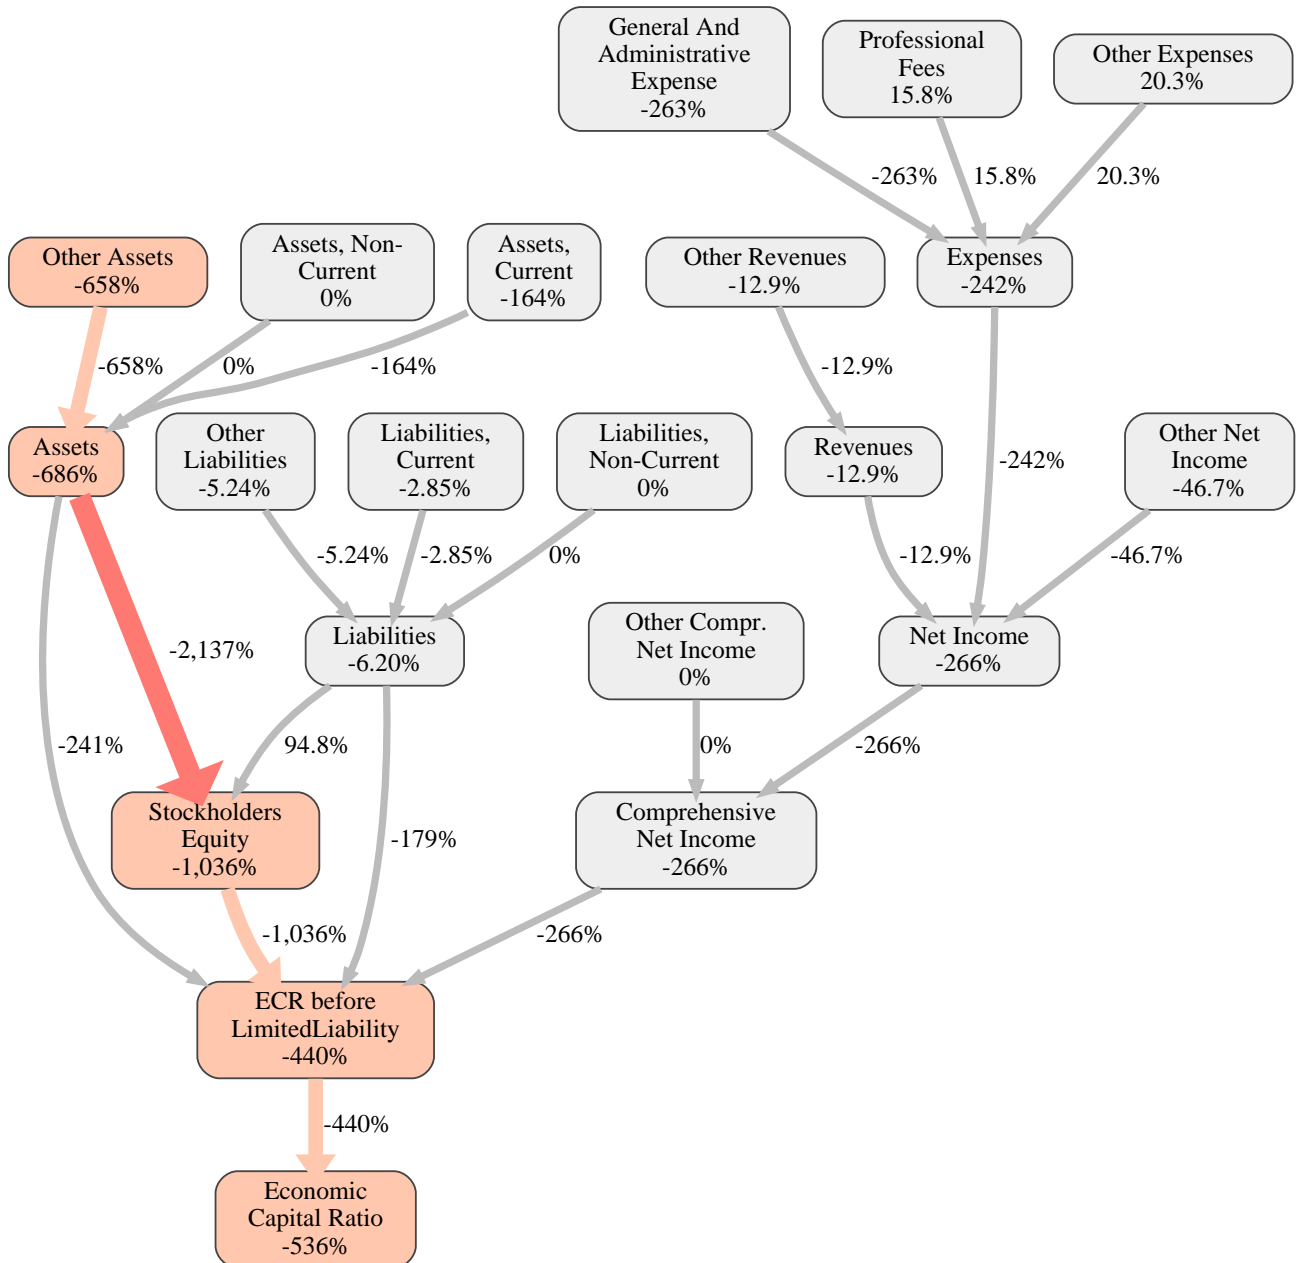 General And
Administrative
Expense
-263%
Professional
Fees
15.8%
Other Expenses
20.3%
-263%
15.8%
20.3%
Other Assets
-658%
Assets, Non-
Current
0%
Assets,
Current
-164%
Other Revenues
-12.9%
Expenses
-242%
-658%
0%
-164%
-12.9%
Assets
-686%
Other
Liabilities
-5.24%
Liabilities,
Current
-2.85%
Liabilities,
Non-Current
0%
Revenues
-12.9%
-242%
Other Net
Income
-46.7%
-5.24%
-2.85%
0%
-12.9%
-46.7%
-2,137%
Liabilities
-6.20%
Other Compr.
Net Income
0%
Net Income
-266%
-241%
94.8%
0%
-266%
Stockholders
Equity
-1,036%
-179%
Comprehensive
Net Income
-266%
-1,036%
-266%
ECR before
LimitedLiability
-440%
-440%
Economic
Capital Ratio
-536%